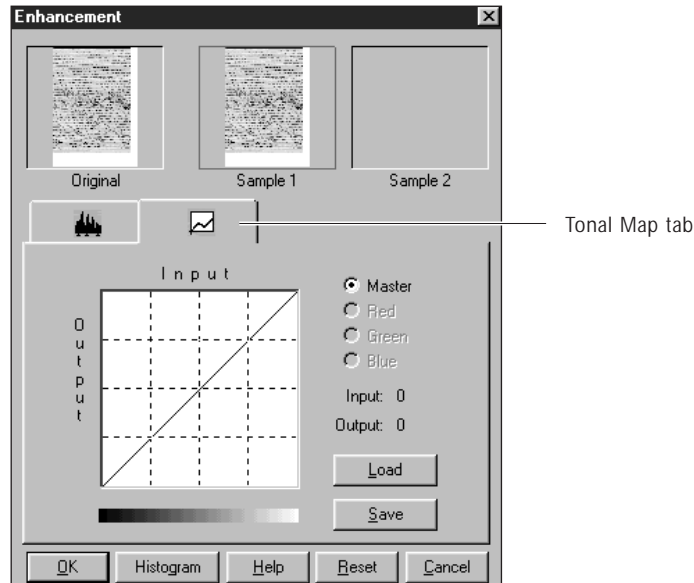 Enhancement
Original
Sample 1
Sample 2
Tonal Map tab
Input
Output
Master
Red
Green
Blue
Input: 0
Output: 0
Load
Save
OK
Histogram
Help
Reset
Cancel